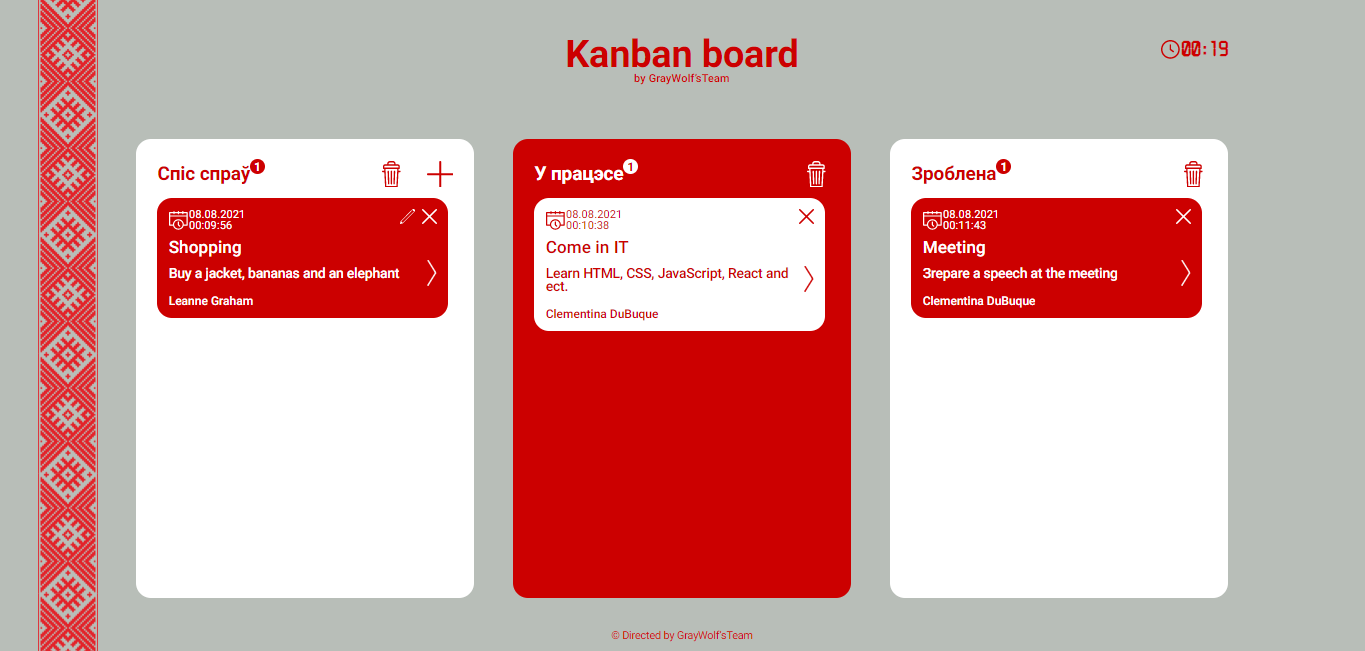 Kanban board
by GrayWolf'sTeam
00:19
Спіс спраў 1
08.08.2021
00:09:56
Shopping
Buy a jacket, bananas and an elephant
Leanne Graham
У працэсе 1
08.08.2021
00:10:38
Come in IT
Learn HTML, CSS, JavaScript, React and
ect.
Clementina DuBuque
Зроблена 1
08.08.2021
00:11:43
Meeting
Зrepare a speech at the meeting
Clementina DuBuque
© Directed by GrayWolf'sTeam